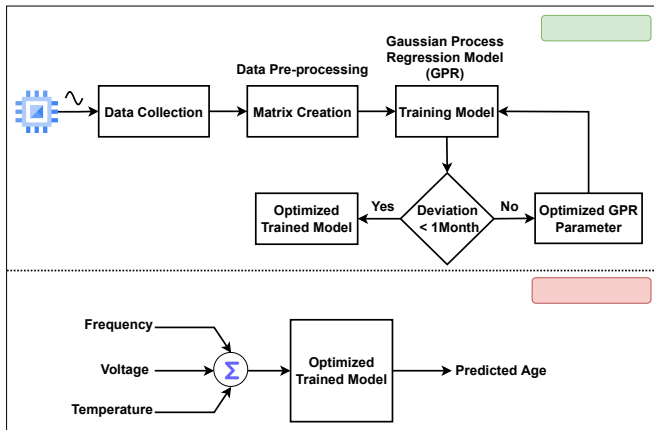 Gaussian Process
Regression Model
(GPR)
Data Pre-processing
Data Collection
Matrix Creation
Training Model
Yes
No
Optimized
Trained Model
Deviation
< 1Month
Optimized GPR
Parameter
Frequency
Voltage
Temperature
Σ
Optimized
Trained Model
Predicted Age